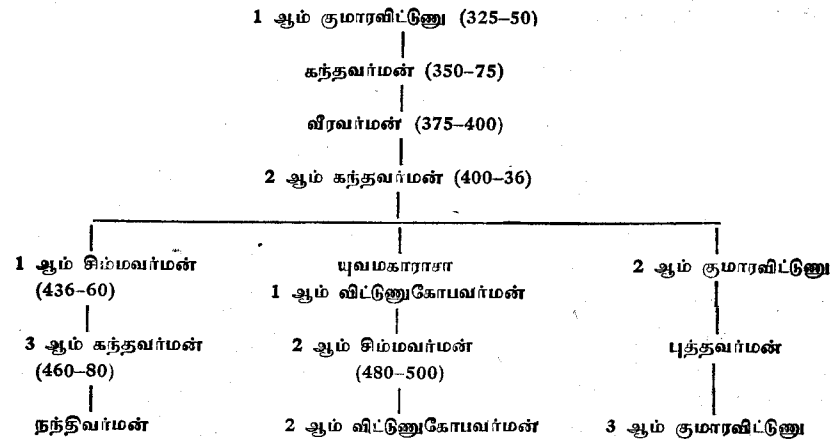 1 ஆம் குமாரவிட்டுணு (325-50)
கந்தவர்மன் (350-75)
வீரவர்மன் (375-400)
2 ஆம் கந்தவர்மன் (400-36)
1 ஆம் சிம்மவர்மன்
(436-60)
யுவமகாராசா
1 ஆம் விட்டுணுகோபவர்மன்
2 ஆம் குமாரவிட்டுணு
3 ஆம் கந்தவர்மன்
(460-80)
2 ஆம் சிம்மவர்மன்
(480-500)
புத்தவர்மன்
நந்திவர்மன்
2 ஆம் விட்டுணுகோபவர்மன்
3 ஆம் குமாரவிட்டுணு